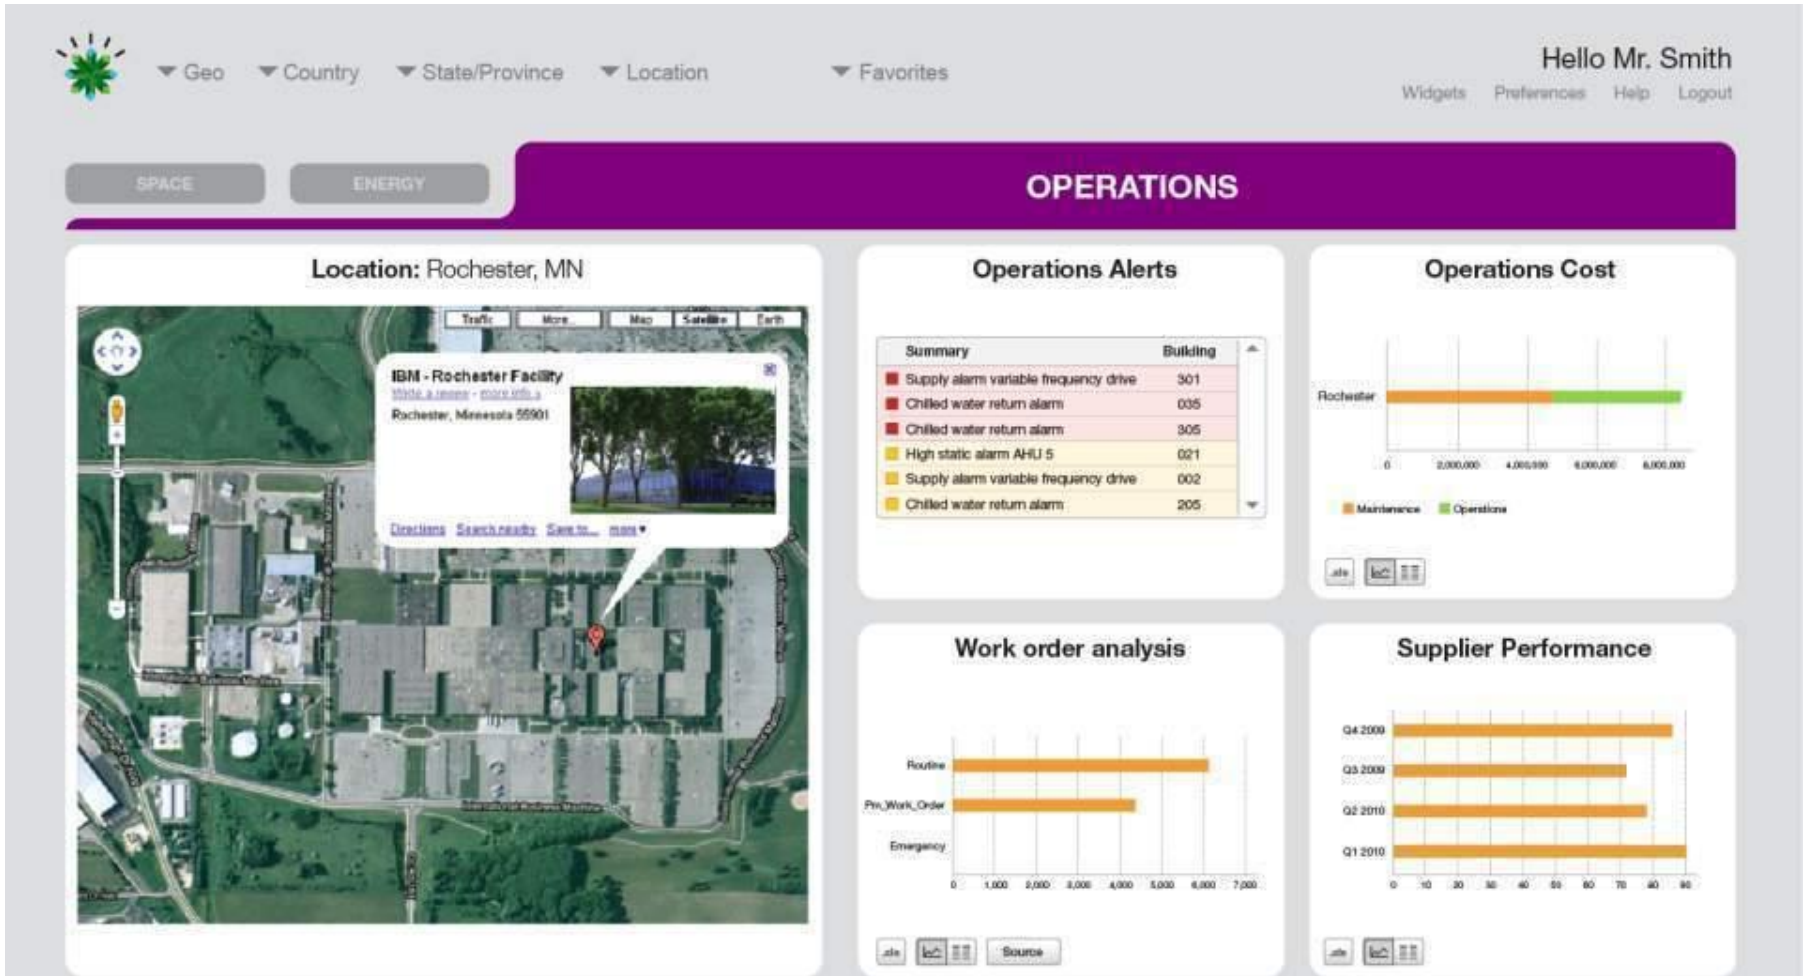 Geo Country State/Province Location Favorites
Hello Mr. Smith
Widgets Preferences Help Logout
SPACE
ENERGY
OPERATIONS
Location: Rochester, MN
Traffic More... Map Satellite Earth
IBM - Rochester Facility
Write a review - more info »
Rochester, Minnesota 55901
Directions Search nearby Save to... more
Operations Alerts
Summary Building
Supply alarm variable frequency drive 301
Chilled water return alarm 035
Chilled water return alarm 305
High static alarm AHU 5 021
Supply alarm variable frequency drive 002
Chilled water return alarm 205
Operations Cost
Rochester
0 2,000,000 4,000,000 6,000,000 8,000,000
Maintenance Operations
.xls
Work order analysis
Routine
Pm_Work_Order
Emergency
0 1,000 2,000 3,000 4,000 5,000 6,000 7,000
.xls Source
Supplier Performance
Q4 2009
Q3 2009
Q2 2010
Q1 2010
0 10 20 30 40 50 60 70 80 90
.xls